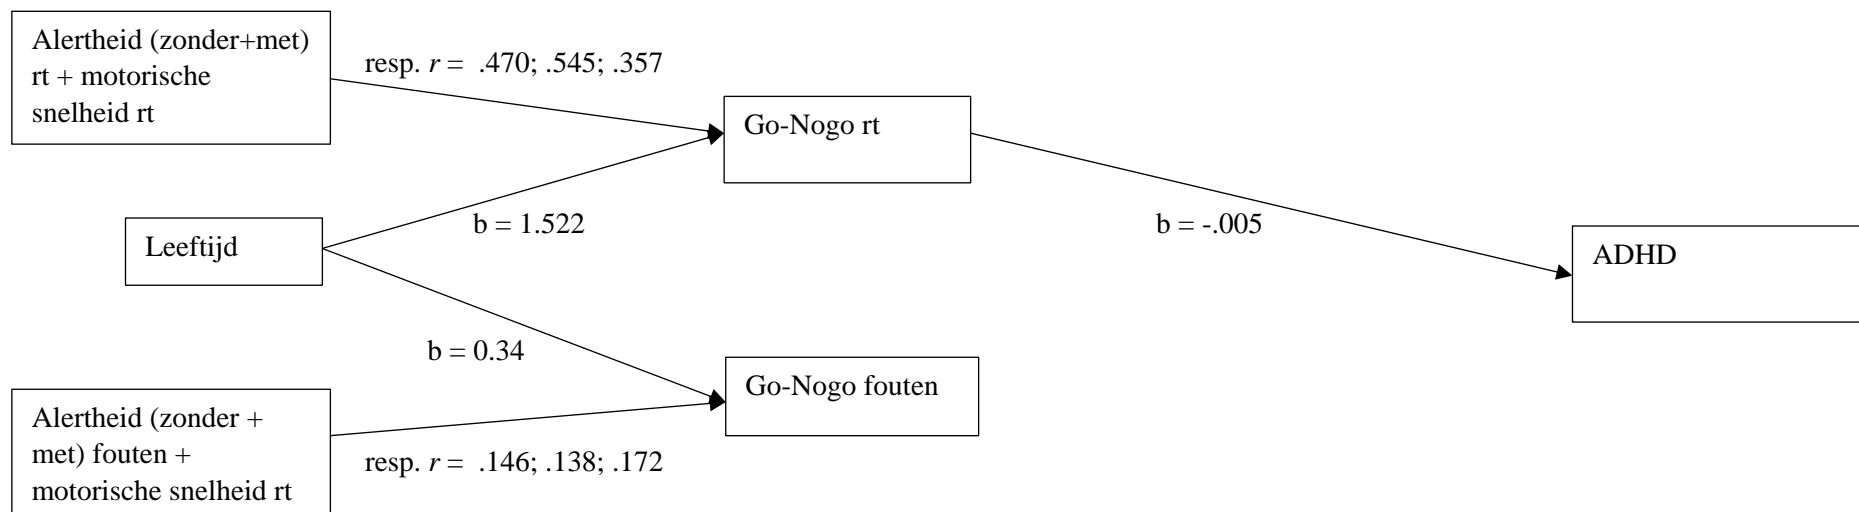 Alertheid (zonder+met)
rt + motorische
snelheid rt
resp. r = .470; .545; .357
Go-Nogo rt
Leeftijd
b = 1.522
b = -.005
ADHD
b = 0.34
Go-Nogo fouten
Alertheid (zonder +
met) fouten +
motorische snelheid rt
resp. r = .146; .138; .172